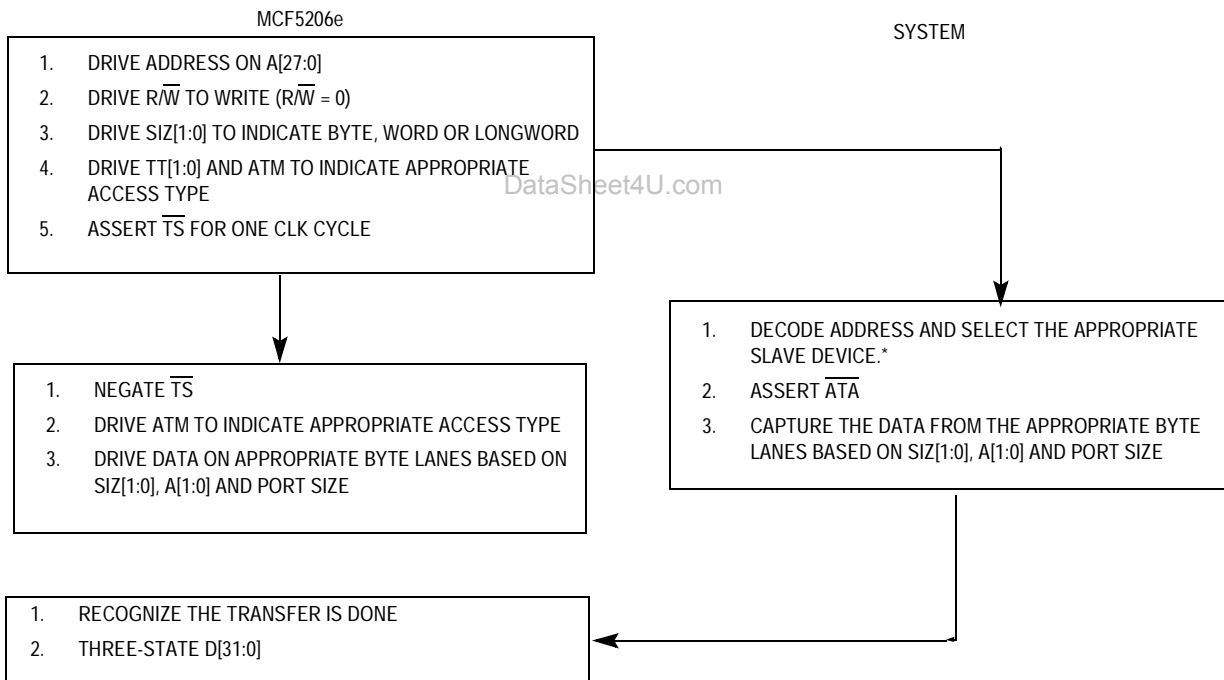 MCF5206e
SYSTEM
1. DRIVE ADDRESS ON A[27:0]
2. DRIVE R/W̅ TO WRITE (R/W̅ = 0)
3. DRIVE SIZ[1:0] TO INDICATE BYTE, WORD OR LONGWORD
4. DRIVE TT[1:0] AND ATM TO INDICATE APPROPRIATE
ACCESS TYPE
5. ASSERT T̅S̅ FOR ONE CLK CYCLE
DataSheet4U.com
1. DECODE ADDRESS AND SELECT THE APPROPRIATE
SLAVE DEVICE.*
2. ASSERT A̅T̅A̅
3. CAPTURE THE DATA FROM THE APPROPRIATE BYTE
LANES BASED ON SIZ[1:0], A[1:0] AND PORT SIZE
1. NEGATE T̅S̅
2. DRIVE ATM TO INDICATE APPROPRIATE ACCESS TYPE
3. DRIVE DATA ON APPROPRIATE BYTE LANES BASED ON
SIZ[1:0], A[1:0] AND PORT SIZE
1. RECOGNIZE THE TRANSFER IS DONE
2. THREE-STATE D[31:0]